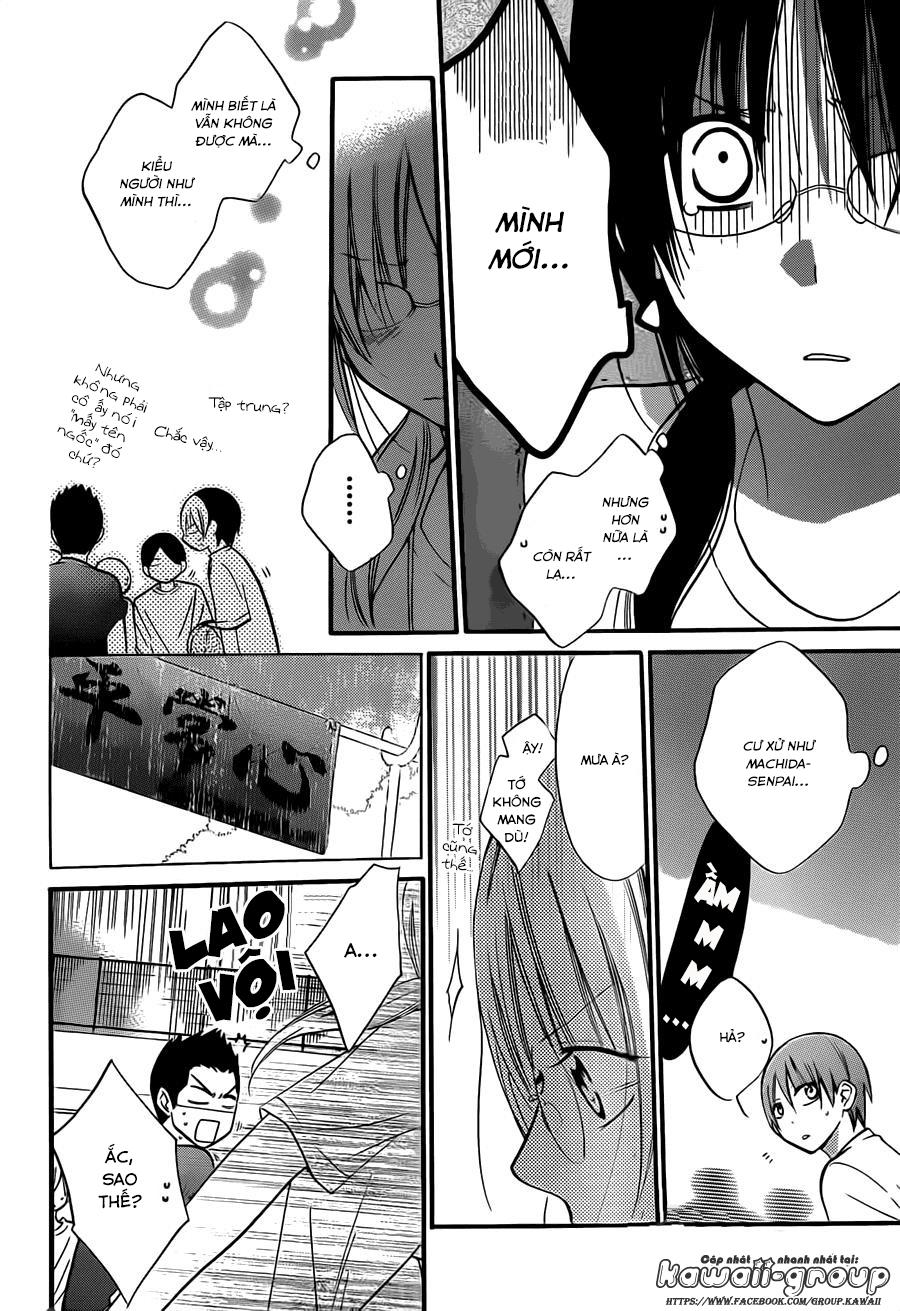 MÌNH
MỚI...
NHƯNG
HƠN
NỮA LÀ
...
CÔN RẤT
LẠ...
MÌNH BIẾT LÀ
VẪN KHÔNG
ĐƯỢC MÀ...
KIỂU
NGƯỜI NHƯ
MÌNH THÌ...
......
Tập trung?
Chắc vậy...
Nhưng
không phải
cô ấy nói
"mấy tên
ngốc" đó
chứ?
CƯ XỬ NHƯ
MACHIDA-
SENPAI...
ẦM M M ...
HẢ?
MƯA À?
ẬY!
TỚ
KHÔNG
MANG
DÙ!
Tớ
cũng
thế.
A...
LAO
VỘI
ẮC,
SAO
THẾ?
Cập nhật nhanh nhất tại:
Kawaii-group
HTTPS://WWW.FACEBOOK.COM/GROUP.KAWAII